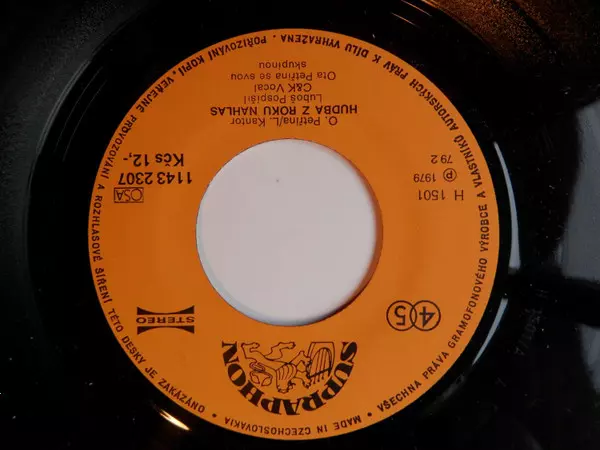 SUPRAPHON
STEREO
45
OSA
1143 2307
Kčs 12,-
H 1501
℗ 1979
79 2
O. Petřina/L. Kantor
HUDBA Z ROKU NAHLAS
Luboš Pospíšil
C&K Vocal
Ota Petřina se svou
skupinou
MADE IN CZECHOSLOVAKIA • VŠECHNA PRÁVA GRAMOFONOVÉHO VÝROBCE A VLASTNÍKŮ AUTORSKÝCH PRÁV K DÍLU VYHRAŽENA. POŘIZOVÁNÍ KOPIÍ, VEŘEJNÉ PROVOZOVÁNÍ A ROZHLASOVÉ ŠÍŘENÍ TÉTO DESKY JE ZAKÁZÁNO •